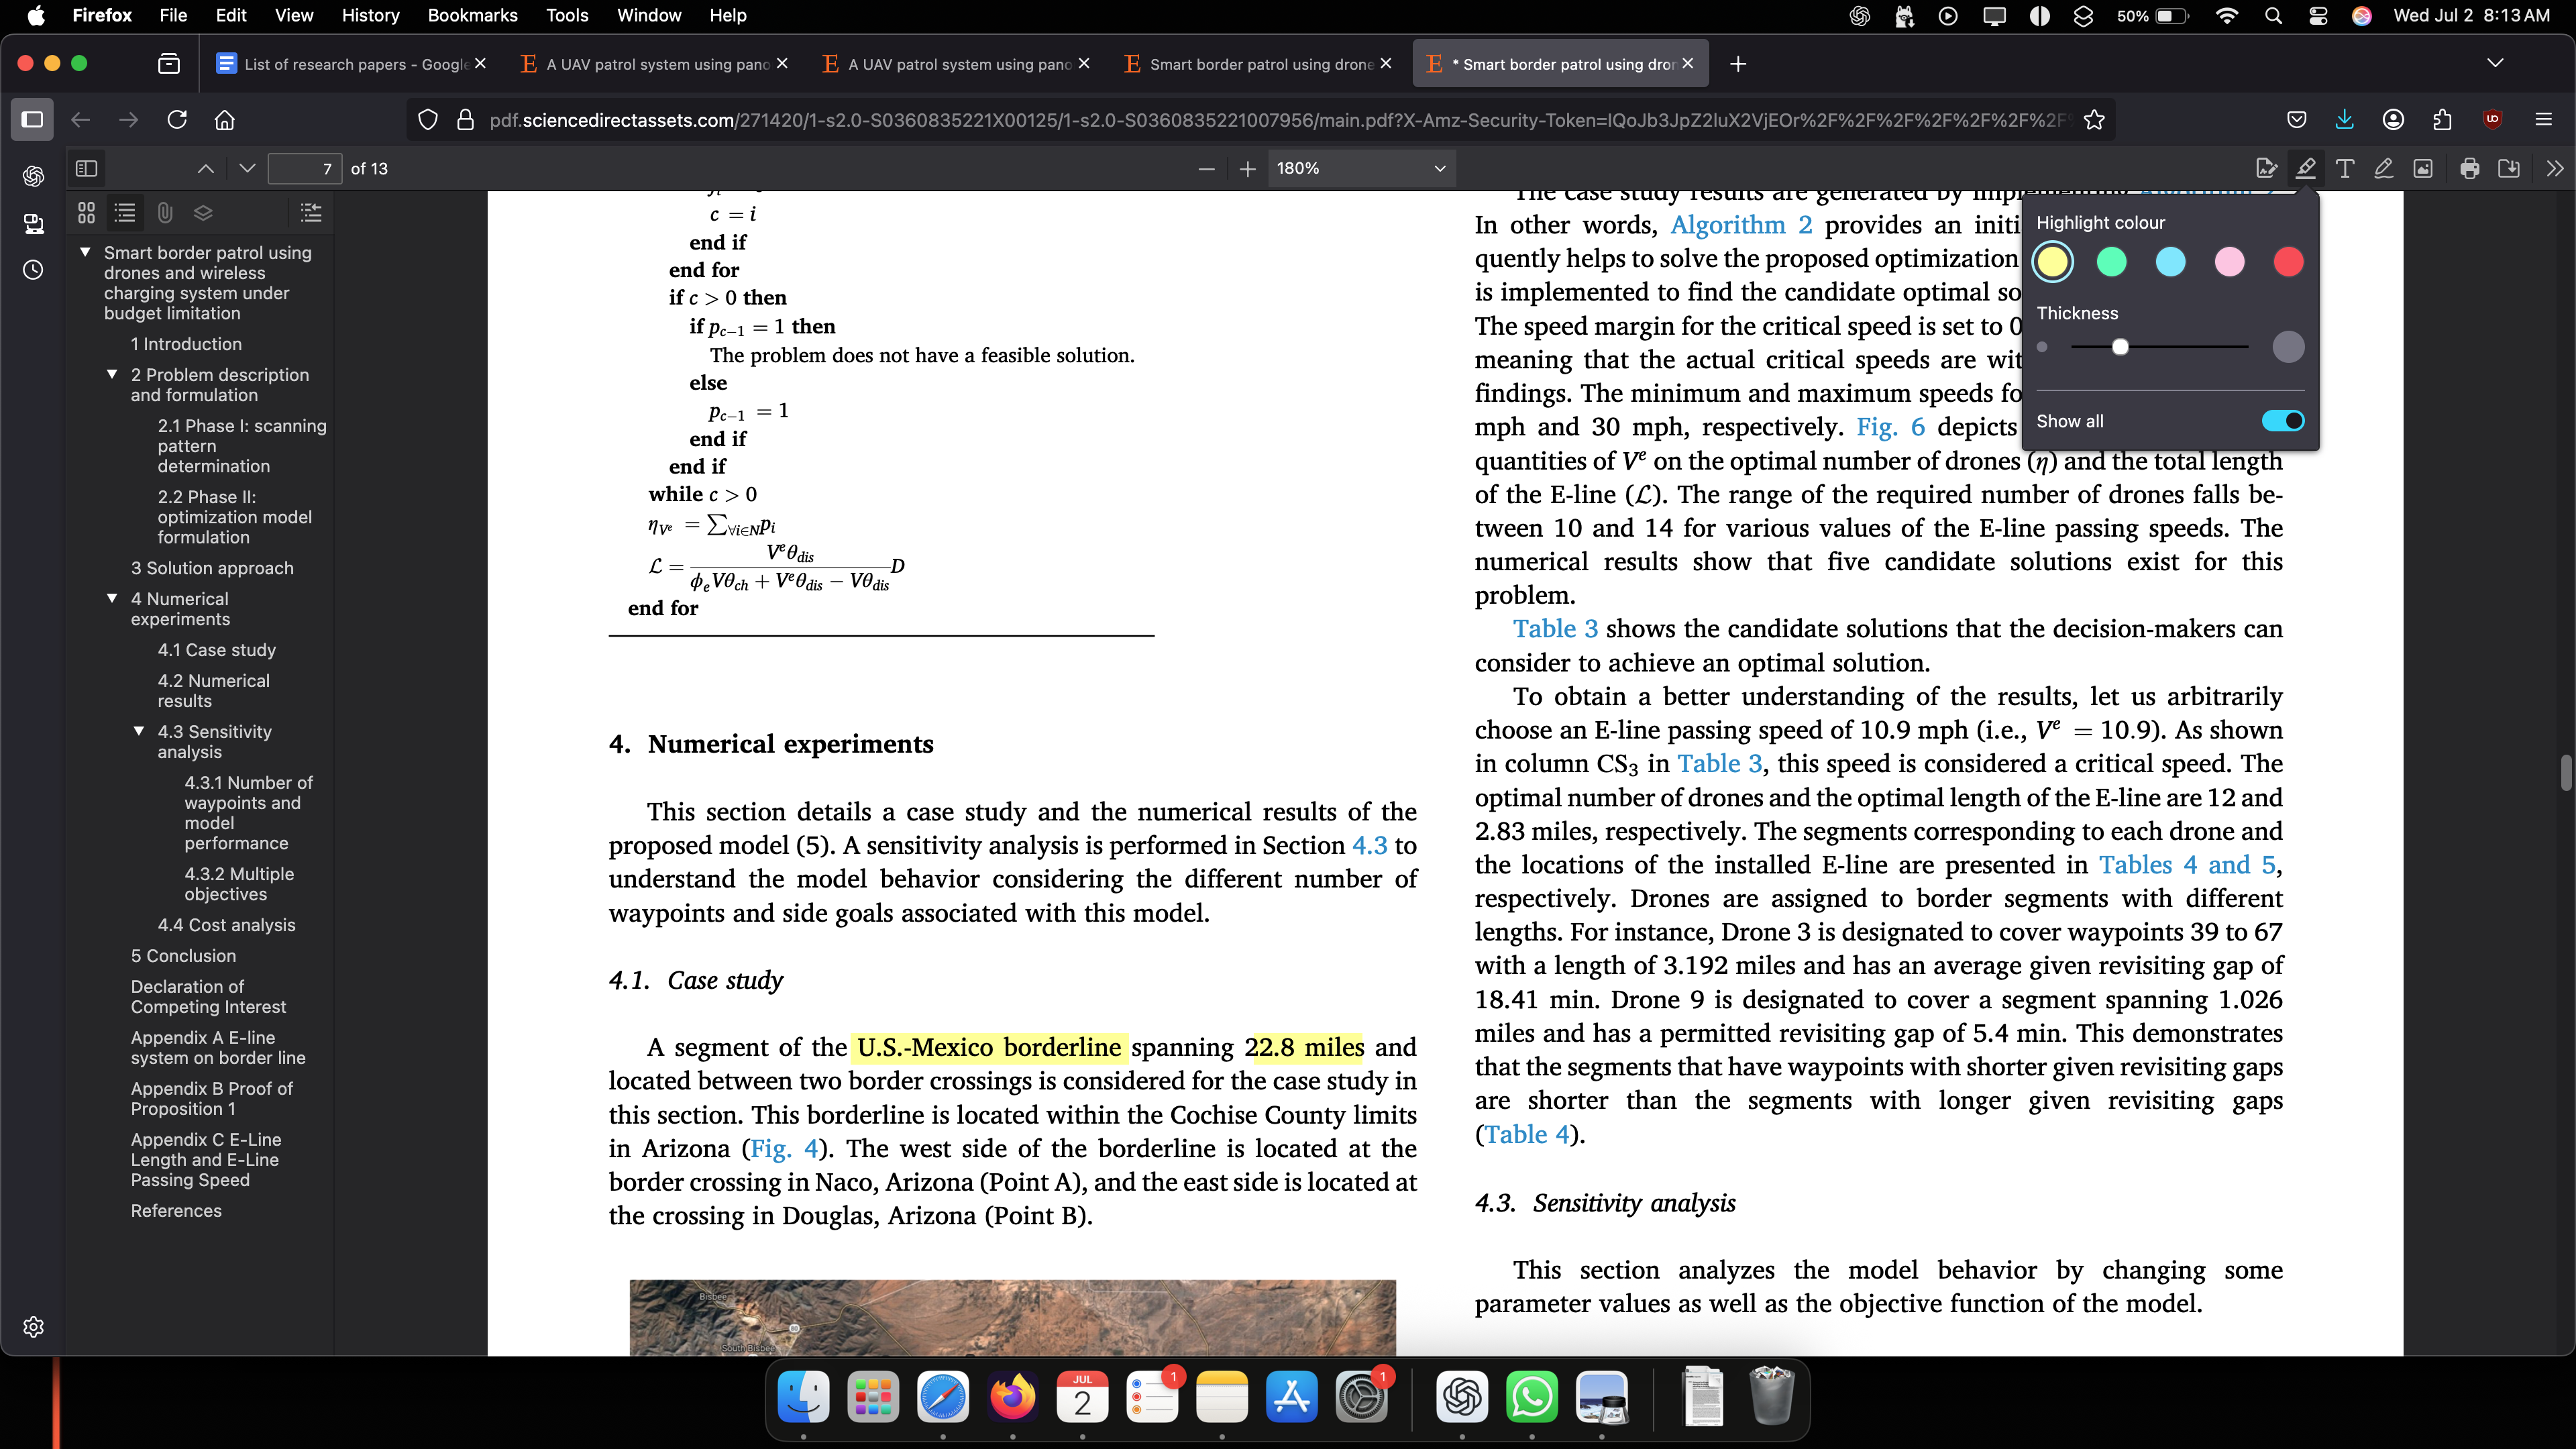 Firefox File Edit View History Bookmarks Tools Window Help
50% Wed Jul 2 8:13 AM
List of research papers - Google
A UAV patrol system using pano
A UAV patrol system using pano
Smart border patrol using drone
* Smart border patrol using dron
pdf.sciencedirectassets.com/271420/1-s2.0-S0360835221X00125/1-s2.0-S0360835221007956/main.pdf?X-Amz-Security-Token=IQoJb3JpZ2luX2VjEOr%2F%2F%2F%2F%2F%2F%2F
7 of 13
180%
Smart border patrol using
drones and wireless
charging system under
budget limitation
1 Introduction
2 Problem description
and formulation
2.1 Phase I: scanning
pattern
determination
2.2 Phase II:
optimization model
formulation
3 Solution approach
4 Numerical
experiments
4.1 Case study
4.2 Numerical
results
4.3 Sensitivity
analysis
4.3.1 Number of
waypoints and
model
performance
4.3.2 Multiple
objectives
4.4 Cost analysis
5 Conclusion
Declaration of
Competing Interest
Appendix A E-line
system on border line
Appendix B Proof of
Proposition 1
Appendix C E-Line
Length and E-Line
Passing Speed
References
c = i
end if
end for
if c > 0 then
if p_{c−1} = 1 then
The problem does not have a feasible solution.
else
p_{c−1} = 1
end if
end if
while c > 0
η_{V^e} = ∑_{∀i∈N} p_i
ℒ = V^e θ_{dis} / (ϕ_e V θ_{ch} + V^e θ_{dis} − V θ_{dis}) D
end for
4. Numerical experiments
This section details a case study and the numerical results of the
proposed model (5). A sensitivity analysis is performed in Section 4.3 to
understand the model behavior considering the different number of
waypoints and side goals associated with this model.
4.1. Case study
A segment of the U.S.-Mexico borderline spanning 22.8 miles and
located between two border crossings is considered for the case study in
this section. This borderline is located within the Cochise County limits
in Arizona (Fig. 4). The west side of the borderline is located at the
border crossing in Naco, Arizona (Point A), and the east side is located at
the crossing in Douglas, Arizona (Point B).
Bisbee
80
South Bisbee
The case study results are generated by
In other words, Algorithm 2 provides an initi
quently helps to solve the proposed optimization
is implemented to find the candidate optimal so
The speed margin for the critical speed is set to 0
meaning that the actual critical speeds are wit
findings. The minimum and maximum speeds fo
mph and 30 mph, respectively. Fig. 6 depicts
quantities of V^e on the optimal number of drones (η) and the total length
of the E-line (ℒ). The range of the required number of drones falls be-
tween 10 and 14 for various values of the E-line passing speeds. The
numerical results show that five candidate solutions exist for this
problem.
Table 3 shows the candidate solutions that the decision-makers can
consider to achieve an optimal solution.
To obtain a better understanding of the results, let us arbitrarily
choose an E-line passing speed of 10.9 mph (i.e., V^e = 10.9). As shown
in column CS₃ in Table 3, this speed is considered a critical speed. The
optimal number of drones and the optimal length of the E-line are 12 and
2.83 miles, respectively. The segments corresponding to each drone and
the locations of the installed E-line are presented in Tables 4 and 5,
respectively. Drones are assigned to border segments with different
lengths. For instance, Drone 3 is designated to cover waypoints 39 to 67
with a length of 3.192 miles and has an average given revisiting gap of
18.41 min. Drone 9 is designated to cover a segment spanning 1.026
miles and has a permitted revisiting gap of 5.4 min. This demonstrates
that the segments that have waypoints with shorter given revisiting gaps
are shorter than the segments with longer given revisiting gaps
(Table 4).
4.3. Sensitivity analysis
This section analyzes the model behavior by changing some
parameter values as well as the objective function of the model.
Highlight colour
Thickness
Show all
JUL
2
1
1